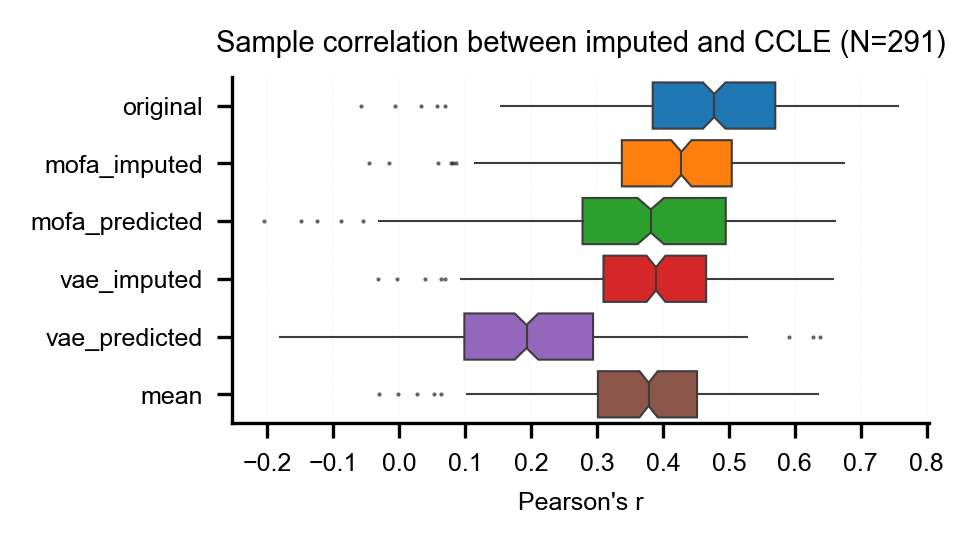 Sample correlation between imputed and CCLE (N=291)
original
mofa_imputed
mofa_predicted
vae_imputed
vae_predicted
mean
−0.2 −0.1 0.0 0.1 0.2 0.3 0.4 0.5 0.6 0.7 0.8
Pearson's r